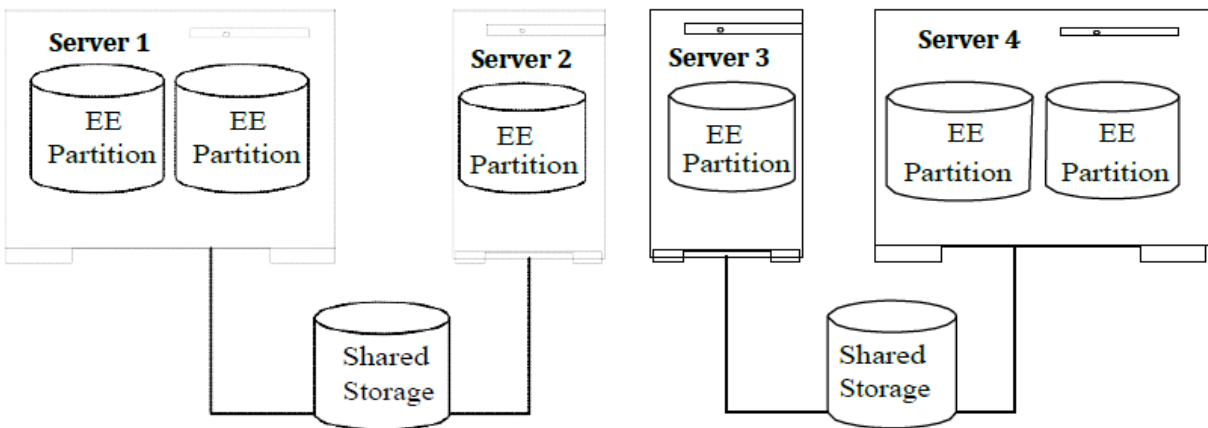 Server 1
EE
Partition
EE
Partition
Server 2
EE
Partition
Server 3
EE
Partition
Server 4
EE
Partition
EE
Partition
Shared
Storage
Shared
Storage